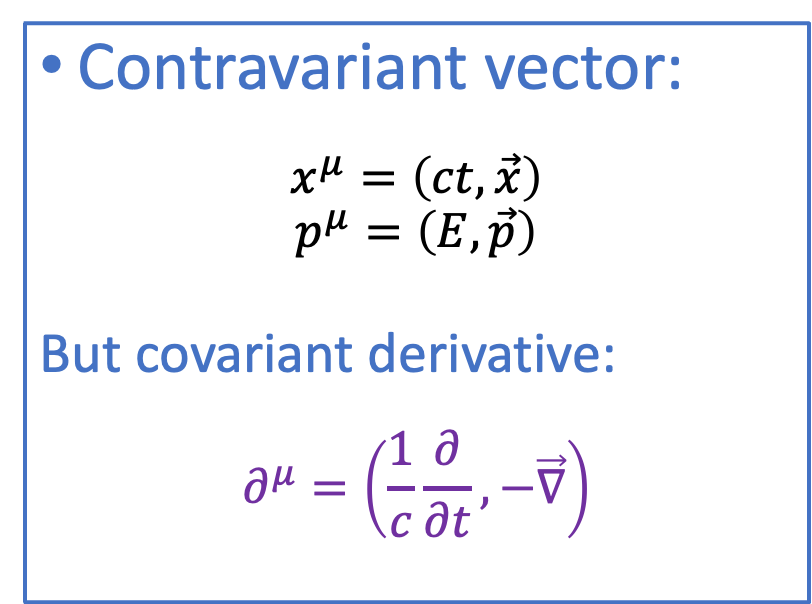 • Contravariant vector:
𝑥^𝜇 = (𝑐𝑡, 𝑥⃗)
𝑝^𝜇 = (𝐸, 𝑝⃗)
But covariant derivative:
∂^𝜇 = (1/𝑐 ∂/∂𝑡, −∇⃗)